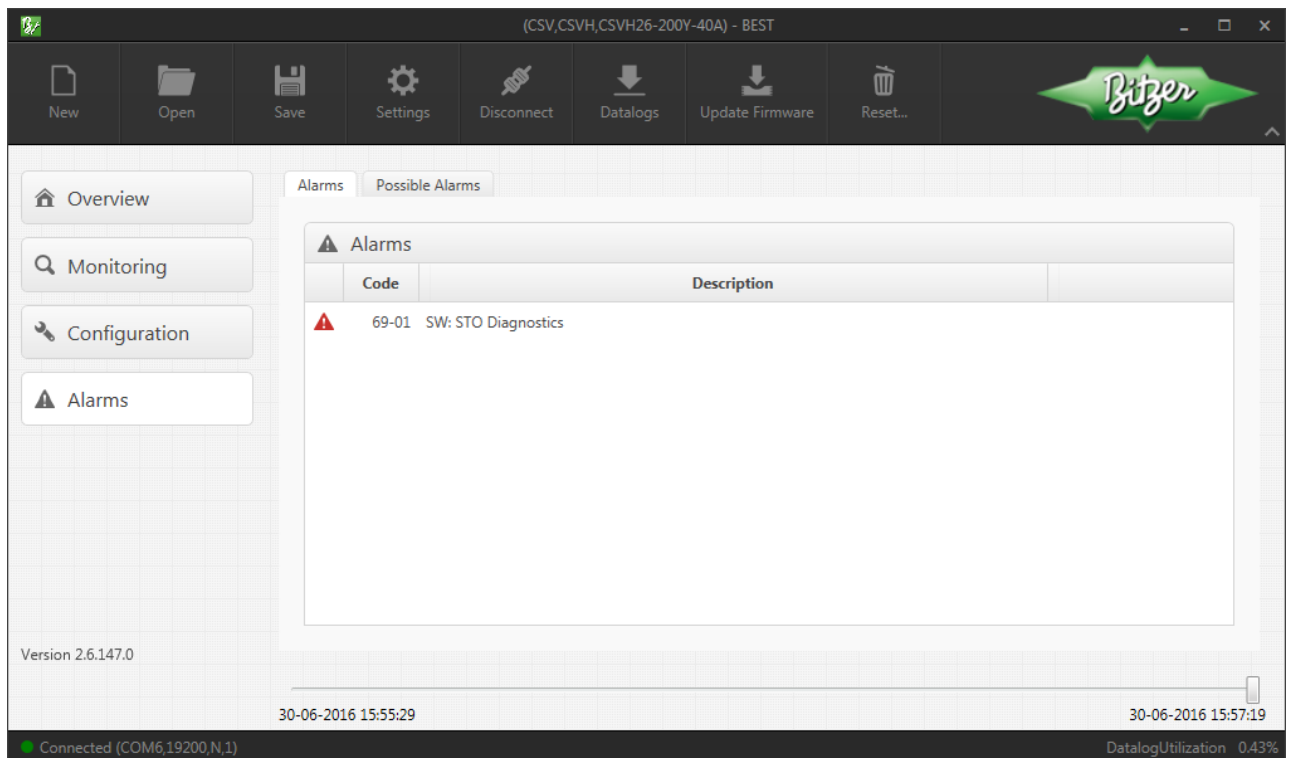 (CSV,CSVH,CSVH26-200Y-40A) - BEST
New Open Save Settings Disconnect Datalogs Update Firmware Reset...
Bitzer
Overview
Monitoring
Configuration
Alarms
Version 2.6.147.0
Alarms Possible Alarms
Alarms
Code Description
69-01 SW: STO Diagnostics
30-06-2016 15:55:29 30-06-2016 15:57:19
Connected (COM6,19200,N,1) DatalogUtilization 0.43%